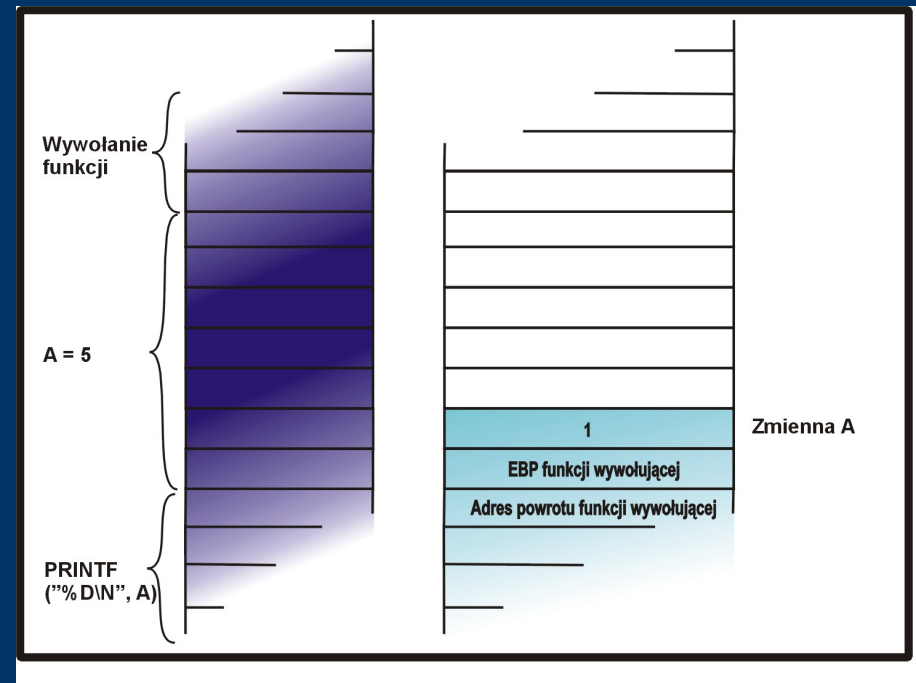 Wywołanie
funkcji
A = 5
PRINTF
(”%D\N”, A)
1
EBP funkcji wywołującej
Adres powrotu funkcji wywołującej
Zmienna A